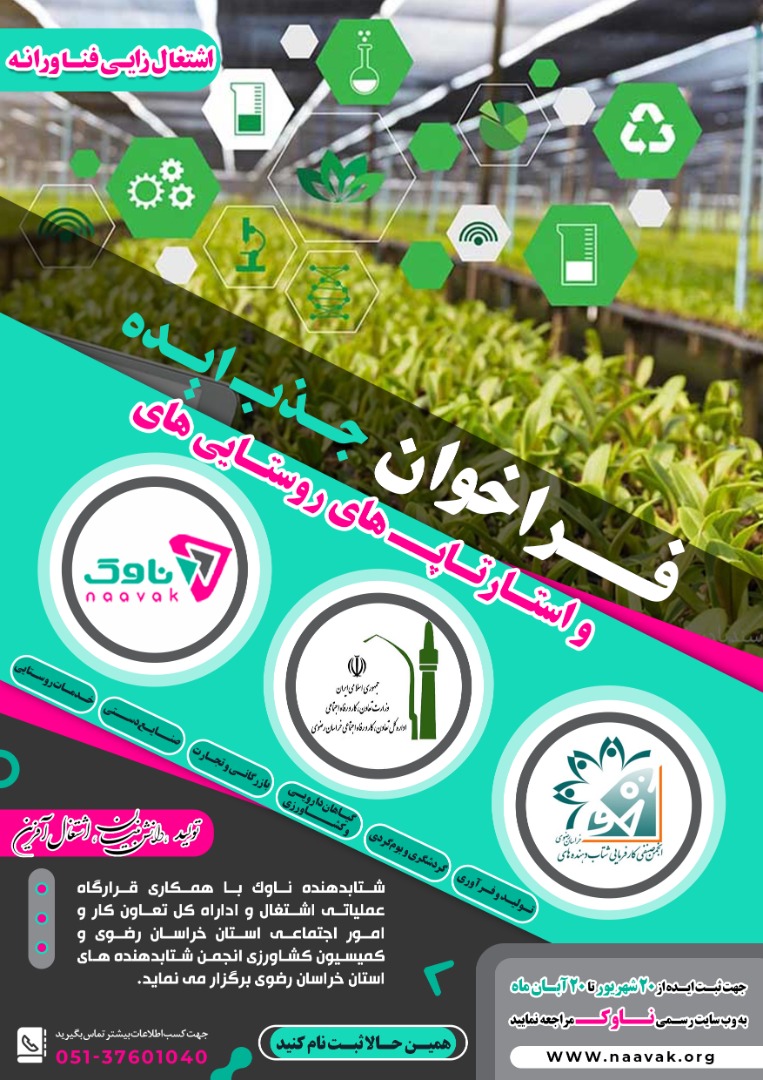 اشتغال زایی فناورانه
فراخوان جذب ایده
و استارتاپ های روستایی های
ناوک
naavak
جمهوری اسلامی ایران
وزارت تعاون، کار و رفاه اجتماعی
اداره کل تعاون، کار و رفاه اجتماعی خراسان رضوی
خراسان رضوی
انجمن صنفی کارفرمایی شتاب دهنده های
خدمات روستایی
صنایع دستی
بازرگانی و تجارت
گیاهان دارویی
و کشاورزی
گردشگری و بوم گردی
تولید و فرآوری
تولید ،دانش بنیان، اشتغال آفرین
شتابدهنده ناوک با همکاری قرارگاه
عملیاتی اشتغال و اداراه کل تعاون کار و
امور اجتماعی استان خراسان رضوی و
کمیسیون کشاورزی انجمن شتابدهنده های
استان خراسان رضوی برگزار می نماید.
جهت ثبت ایده از ۲۰ شهریور تا ۲۰ آبان ماه
به وب سایت رسمی ناوک مراجعه نمایید
WWW.naavak.org
همین حالا ثبت نام کنید
جهت کسب اطلاعات بیشتر تماس بگیرید
051-37601040